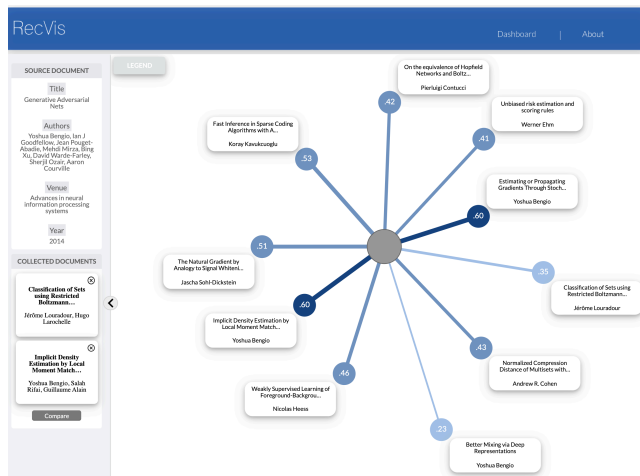 RecVis
Dashboard | About
SOURCE DOCUMENT
Title
Generative Adversarial
Nets
Authors
Yoshua Bengio, Ian J
Goodfellow, Jean Pouget-
Abadie, Mehdi Mirza, Bing
Xu, David Warde-Farley,
Sherjil Ozair, Aaron
Courville
Venue
Advances in neural
information processing
systems
Year
2014
COLLECTED DOCUMENTS
Classification of Sets
using Restricted
Boltzmann...
Jérôme Louradour, Hugo
Larochelle
Implicit Density
Estimation by Local
Moment Match...
Yoshua Bengio, Salah
Rifai, Guillaume Alain
Compare
LEGEND
On the equivalence of Hopfield
Networks and Boltz...
Pierluigi Contucci
.42
Unbiased risk estimation and
scoring rules
Werner Ehm
.41
Fast Inference in Sparse Coding
Algorithms with A...
Koray Kavukcuoglu
.53
Estimating or Propagating
Gradients Through Stoch...
Yoshua Bengio
.60
.51
The Natural Gradient by
Analogy to Signal Whiteni...
Jascha Sohl-Dickstein
.35
Classification of Sets using
Restricted Boltzmann...
Jérôme Louradour
.60
Implicit Density Estimation by
Local Moment Match...
Yoshua Bengio
.43
Normalized Compression
Distance of Multisets with...
Andrew R. Cohen
.46
Weakly Supervised Learning of
Foreground-Backgrou...
Nicolas Heess
.23
Better Mixing via Deep
Representations
Yoshua Bengio